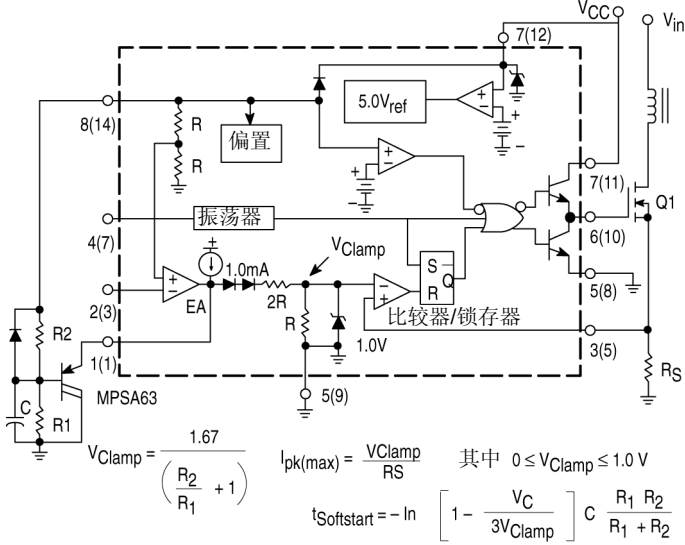 VCC
Vin
7(12)
5.0Vref
+
−
+
−
8(14)
R
偏置
R
+
−
+
−
7(11)
Q1
振荡器
4(7)
VClamp
6(10)
+
1.0mA
S
Q
R
+
−
EA
2R
−
+
5(8)
2(3)
R
比较器/锁存器
1.0V
3(5)
R2
1(1)
MPSA63
RS
C
R1
5(9)
VClamp = 1.67 / (R2/R1 + 1)
Ipk(max) = VClamp / RS
其中 0 ≤ VClamp ≤ 1.0 V
tSoftstart = − In [1 - VC / 3VClamp] C R1 R2 / R1 + R2